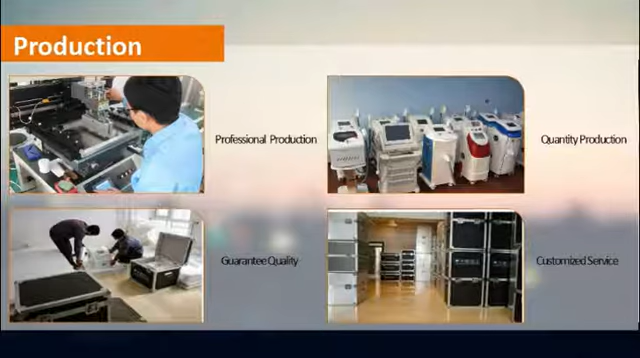 Production
Professional Production
Quantity Production
Guarantee Quality
Customized Service